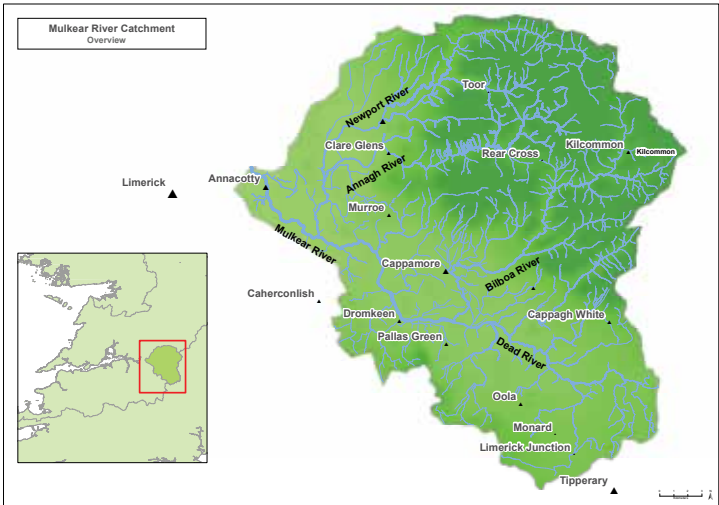 Mulkear River Catchment
Overview
Toor
Newport River
Clare Glens
Rear Cross
Kilcommon
Kilcommon
Annagh River
Limerick
Annacotty
Murroe
Mulkear River
Cappamore
Bilboa River
Caherconlish
Dromkeen
Cappagh White
Pallas Green
Dead River
Oola
Monard
Limerick Junction
Tipperary